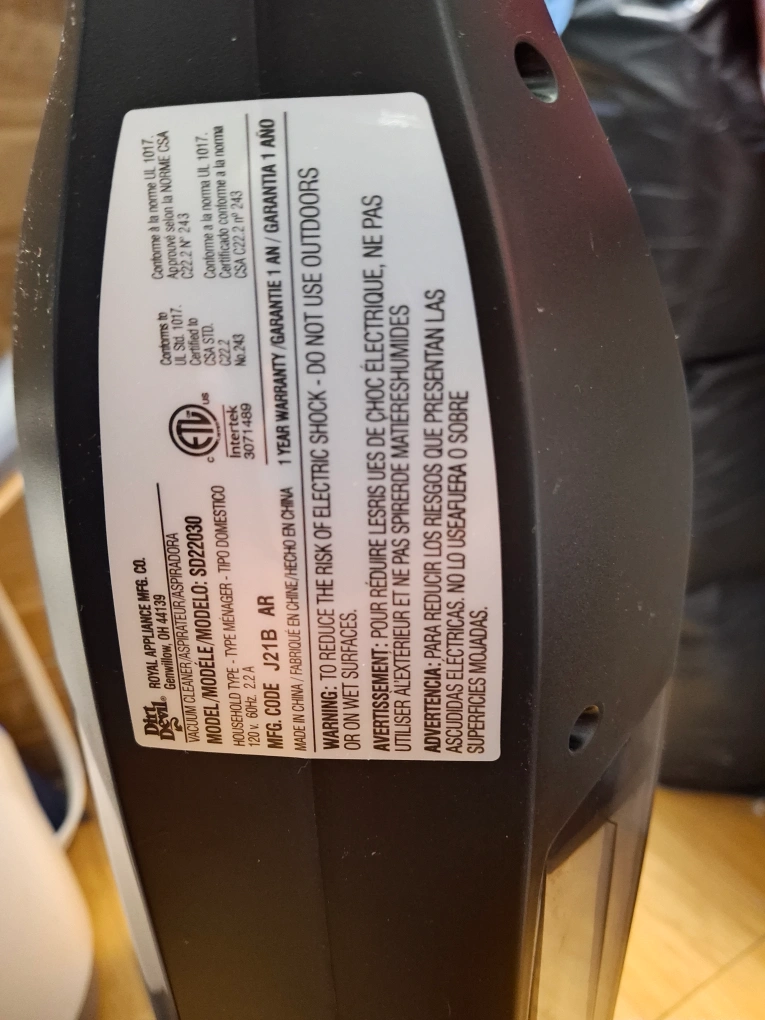 Dirt
Devil®
ROYAL APPLIANCE MFG. CO.
Genwillow, OH 44139
VACUUM CLEANER/ASPIRATEUR/ASPIRADORA
MODEL/MODÉLE/MODELO: SD22030
HOUSEHOLD TYPE - TYPE MÉNAGER - TIPO DOMESTICO
120 v. 60Hz. 2.2 A
MFG. CODE J21B AR
MADE IN CHINA / FABRIQUÉ EN CHINE/HECHO EN CHINA
c ETL us
Intertek
3071489
Conforms to
UL Std. 1017.
Certified to
CSA STD.
C22.2
No.243
Conforme à la norme UL 1017.
Approuvé selon la NORME CSA
C22.2 N° 243
Conforme a la norma UL 1017.
Certificado conforme a la norma
CSA C22.2 nº 243
1 YEAR WARRANTY /GARANTIE 1 AN / GARANTIA 1 AÑO
WARNING: TO REDUCE THE RISK OF ELECTRIC SHOCK - DO NOT USE OUTDOORS
OR ON WET SURFACES.
AVERTISSEMENT: POUR RÉDUIRE LESRIS UES DE CHOC ÉLECTRIQUE, NE PAS
UTILISER ALEXTERIEUR ET NE PAS SPIRERDE MATIERESHUMIDES
ADVERTENCIA: PARA REDUCIR LOS RIESGOS QUE PRESENTAN LAS
ASCUDIDAS ELÉCTRICAS. NO LO USEAFUERA O SOBRE
SUPERFICIES MOJADAS.